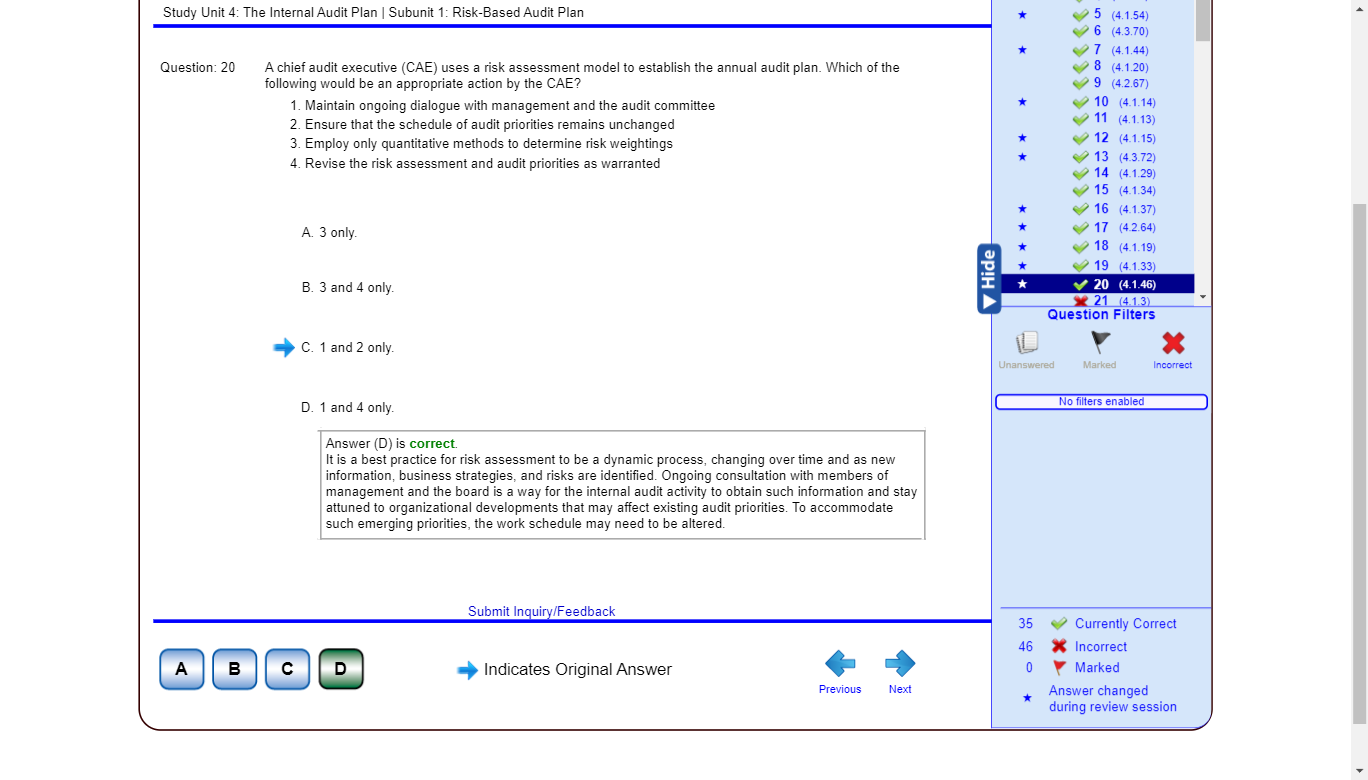 Study Unit 4: The Internal Audit Plan | Subunit 1: Risk-Based Audit Plan
Question: 20
A chief audit executive (CAE) uses a risk assessment model to establish the annual audit plan. Which of the
following would be an appropriate action by the CAE?
1. Maintain ongoing dialogue with management and the audit committee
2. Ensure that the schedule of audit priorities remains unchanged
3. Employ only quantitative methods to determine risk weightings
4. Revise the risk assessment and audit priorities as warranted
A. 3 only.
B. 3 and 4 only.
C. 1 and 2 only.
D. 1 and 4 only.
Answer (D) is correct.
It is a best practice for risk assessment to be a dynamic process, changing over time and as new
information, business strategies, and risks are identified. Ongoing consultation with members of
management and the board is a way for the internal audit activity to obtain such information and stay
attuned to organizational developments that may affect existing audit priorities. To accommodate
such emerging priorities, the work schedule may need to be altered.
Submit Inquiry/Feedback
A B C D
Indicates Original Answer
Previous
Next
Hide
★ 5 (4.1.54)
6 (4.3.70)
★ 7 (4.1.44)
8 (4.1.20)
9 (4.2.67)
★ 10 (4.1.14)
11 (4.1.13)
★ 12 (4.1.15)
★ 13 (4.3.72)
14 (4.1.29)
15 (4.1.34)
★ 16 (4.1.37)
★ 17 (4.2.64)
★ 18 (4.1.19)
★ 19 (4.1.33)
★ 20 (4.1.46)
21 (4.1.3)
Question Filters
Unanswered
Marked
Incorrect
No filters enabled
35 Currently Correct
46 Incorrect
0 Marked
★ Answer changed
during review session